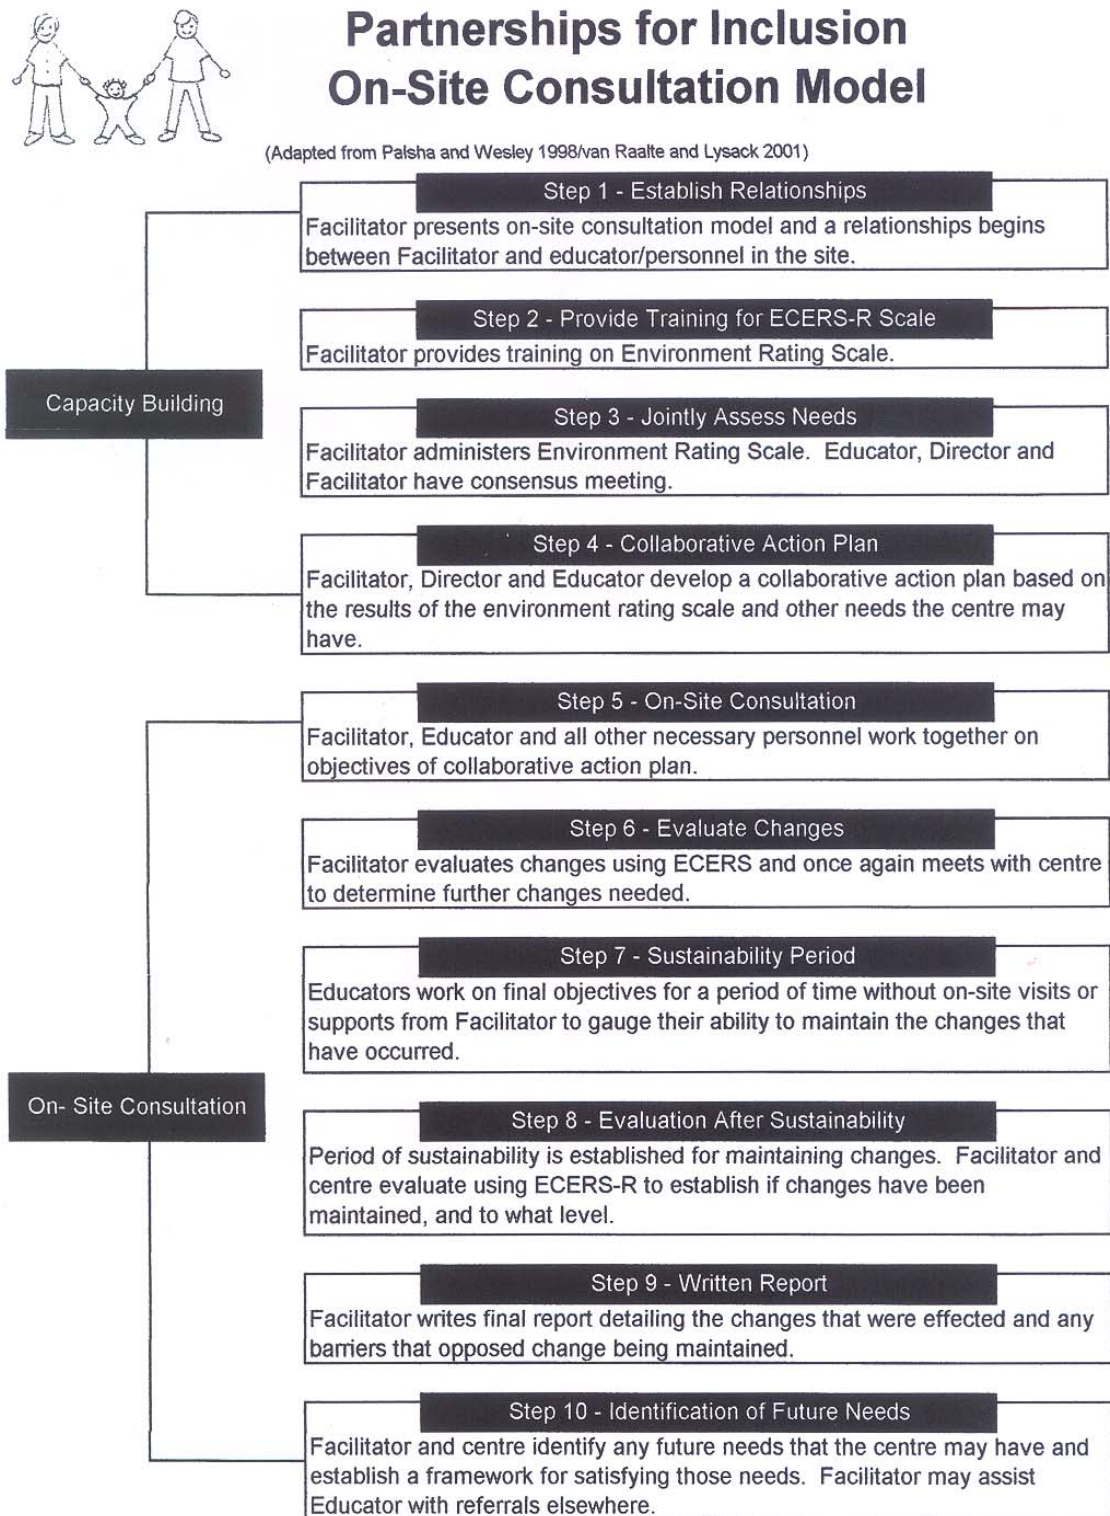 Partnerships for Inclusion
On-Site Consultation Model
(Adapted from Palsha and Wesley 1998/van Raalte and Lysack 2001)
Step 1 - Establish Relationships
Facilitator presents on-site consultation model and a relationships begins
between Facilitator and educator/personnel in the site.
Step 2 - Provide Training for ECERS-R Scale
Facilitator provides training on Environment Rating Scale.
Capacity Building
Step 3 - Jointly Assess Needs
Facilitator administers Environment Rating Scale. Educator, Director and
Facilitator have consensus meeting.
Step 4 - Collaborative Action Plan
Facilitator, Director and Educator develop a collaborative action plan based on
the results of the environment rating scale and other needs the centre may
have.
Step 5 - On-Site Consultation
Facilitator, Educator and all other necessary personnel work together on
objectives of collaborative action plan.
Step 6 - Evaluate Changes
Facilitator evaluates changes using ECERS and once again meets with centre
to determine further changes needed.
Step 7 - Sustainability Period
Educators work on final objectives for a period of time without on-site visits or
supports from Facilitator to gauge their ability to maintain the changes that
have occurred.
On- Site Consultation
Step 8 - Evaluation After Sustainability
Period of sustainability is established for maintaining changes. Facilitator and
centre evaluate using ECERS-R to establish if changes have been
maintained, and to what level.
Step 9 - Written Report
Facilitator writes final report detailing the changes that were effected and any
barriers that opposed change being maintained.
Step 10 - Identification of Future Needs
Facilitator and centre identify any future needs that the centre may have and
establish a framework for satisfying those needs. Facilitator may assist
Educator with referrals elsewhere.